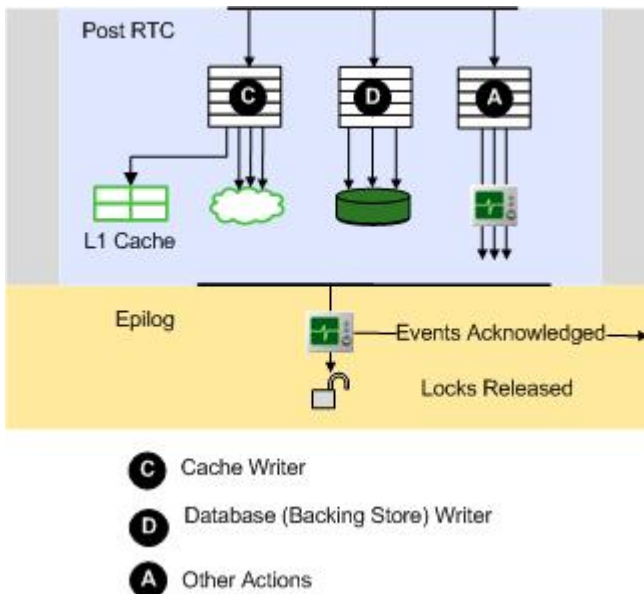 Post RTC
C
D
A
L1 Cache
Epilog
Events Acknowledged
Locks Released
C Cache Writer
D Database (Backing Store) Writer
A Other Actions